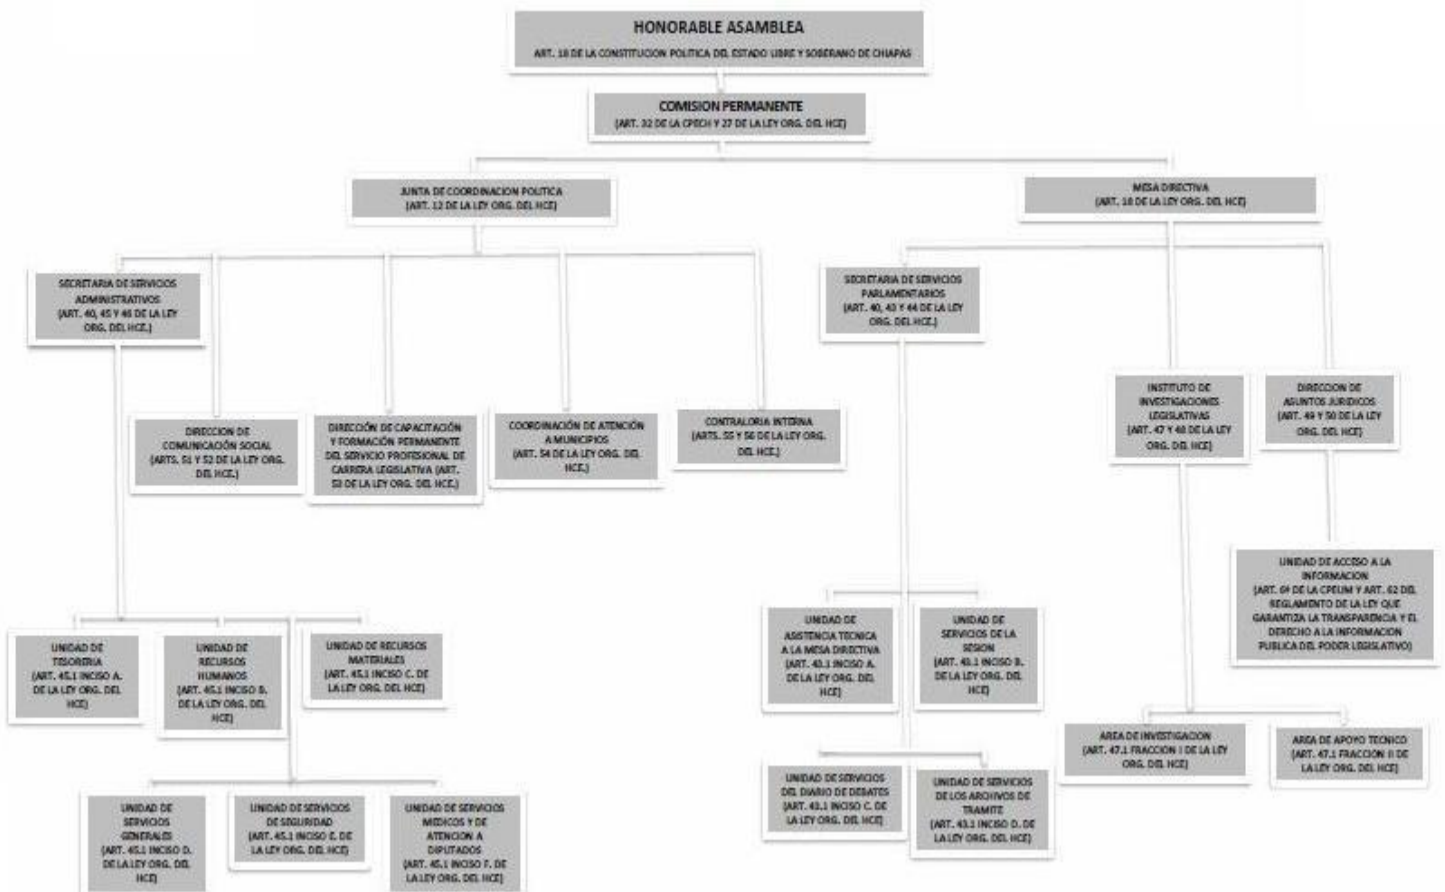 HONORABLE ASAMBLEA
ART. 18 DE LA CONSTITUCION POLITICA DEL ESTADO LIBRE Y SOBERANO DE CHIAPAS
COMISION PERMANENTE
(ART. 32 DE LA CPECH Y 27 DE LA LEY ORG. DEL HCE)
JUNTA DE COORDINACION POLITICA
(ART. 12 DE LA LEY ORG. DEL HCE)
MESA DIRECTIVA
(ART. 18 DE LA LEY ORG. DEL HCE)
SECRETARIA DE SERVICIOS
ADMINISTRATIVOS
(ART. 40, 45 Y 46 DE LA LEY
ORG. DEL HCE.)
SECRETARIA DE SERVICIOS
PARLAMENTARIOS
(ART. 40, 43 Y 44 DE LA LEY
ORG. DEL HCE.)
DIRECCION DE
COMUNICACIÓN SOCIAL
(ARTS. 51 Y 52 DE LA LEY ORG.
DEL HCE.)
DIRECCIÓN DE CAPACITACIÓN
Y FORMACIÓN PERMANENTE
DEL SERVICIO PROFESIONAL DE
CARRERA LEGISLATIVA (ART.
53 DE LA LEY ORG. DEL HCE.)
COORDINACIÓN DE ATENCIÓN
A MUNICIPIOS
(ART. 54 DE LA LEY ORG. DEL
HCE.)
CONTRALORIA INTERNA
(ARTS. 55 Y 56 DE LA LEY ORG.
DEL HCE.)
INSTITUTO DE
INVESTIGACIONES
LEGISLATIVAS
(ART. 47 Y 48 DE LA LEY
ORG. DEL HCE)
DIRECCION DE
ASUNTOS JURIDICOS
(ART. 49 Y 50 DE LA LEY
ORG. DEL HCE)
UNIDAD DE ACCESO A LA
INFORMACION
(ART. 6º DE LA CPEUM Y ART. 62 DEL
REGLAMENTO DE LA LEY QUE
GARANTIZA LA TRANSPARENCIA Y EL
DERECHO A LA INFORMACION
PUBLICA DEL PODER LEGISLATIVO)
UNIDAD DE
TESORERIA
(ART. 45.1 INCISO A.
DE LA LEY ORG. DEL
HCE)
UNIDAD DE
RECURSOS
HUMANOS
(ART. 45.1 INCISO B.
DE LA LEY ORG. DEL
HCE)
UNIDAD DE RECURSOS
MATERIALES
(ART. 45.1 INCISO C. DE
LA LEY ORG. DEL HCE)
UNIDAD DE
ASISTENCIA TECNICA
A LA MESA DIRECTIVA
(ART. 43.1 INCISO A.
DE LA LEY ORG. DEL
HCE)
UNIDAD DE
SERVICIOS DE LA
SESION
(ART. 43.1 INCISO B.
DE LA LEY ORG. DEL
HCE)
AREA DE INVESTIGACION
(ART. 47.1 FRACCION I DE LA LEY
ORG. DEL HCE)
AREA DE APOYO TECNICO
(ART. 47.1 FRACCION II DE
LA LEY ORG. DEL HCE)
UNIDAD DE SERVICIOS
DEL DIARIO DE DEBATES
(ART. 43.1 INCISO C. DE
LA LEY ORG. DEL HCE)
UNIDAD DE SERVICIOS
DE LOS ARCHIVOS DE
TRAMITE
(ART. 43.1 INCISO D. DE
LA LEY ORG. DEL HCE)
UNIDAD DE
SERVICIOS
GENERALES
(ART. 45.1 INCISO D.
DE LA LEY ORG. DEL
HCE)
UNIDAD DE SERVICIOS
DE SEGURIDAD
(ART. 45.1 INCISO E. DE
LA LEY ORG. DEL HCE)
UNIDAD DE SERVICIOS
MEDICOS Y DE
ATENCION A
DIPUTADOS
(ART. 45.1 INCISO F. DE
LA LEY ORG. DEL HCE)